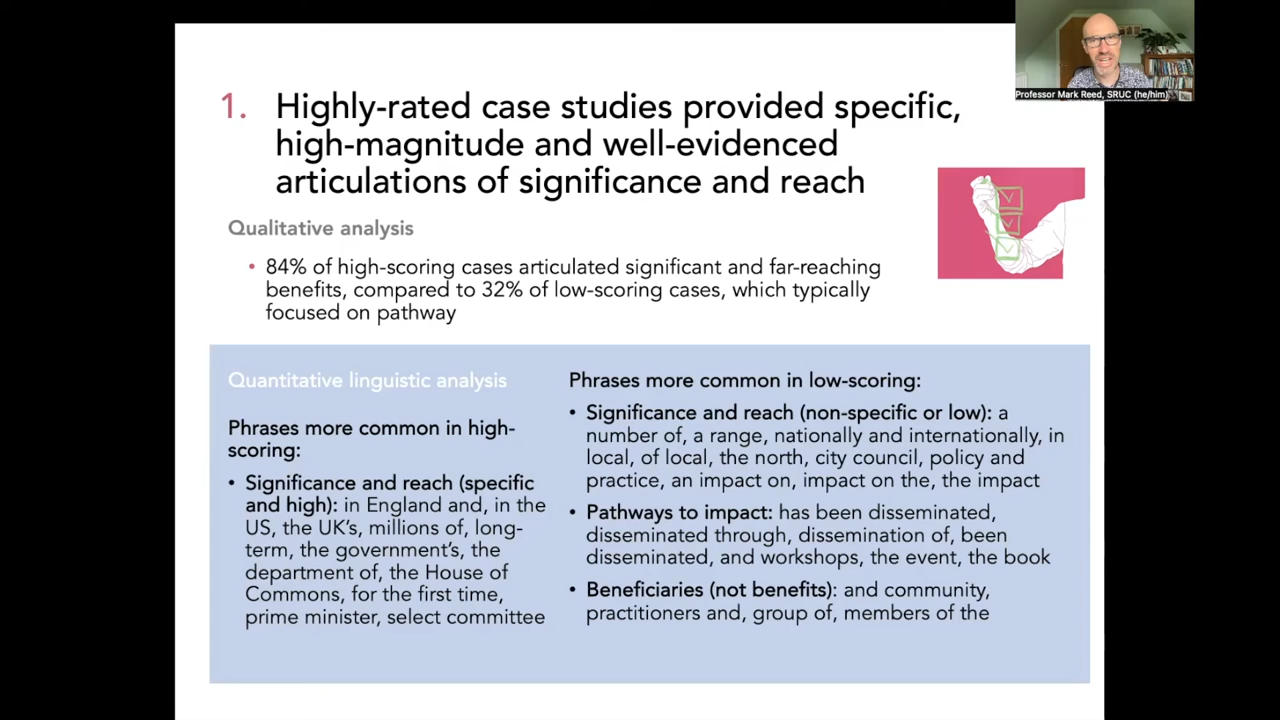 Professor Mark Reed, SRUC (he/him)
1. Highly-rated case studies provided specific,
high-magnitude and well-evidenced
articulations of significance and reach
Qualitative analysis
• 84% of high-scoring cases articulated significant and far-reaching
benefits, compared to 32% of low-scoring cases, which typically
focused on pathway
Quantitative linguistic analysis
Phrases more common in high-
scoring:
• Significance and reach (specific
and high): in England and, in the
US, the UK’s, millions of, long-
term, the government’s, the
department of, the House of
Commons, for the first time,
prime minister, select committee
Phrases more common in low-scoring:
• Significance and reach (non-specific or low): a
number of, a range, nationally and internationally, in
local, of local, the north, city council, policy and
practice, an impact on, impact on the, the impact
• Pathways to impact: has been disseminated,
disseminated through, dissemination of, been
disseminated, and workshops, the event, the book
• Beneficiaries (not benefits): and community,
practitioners and, group of, members of the